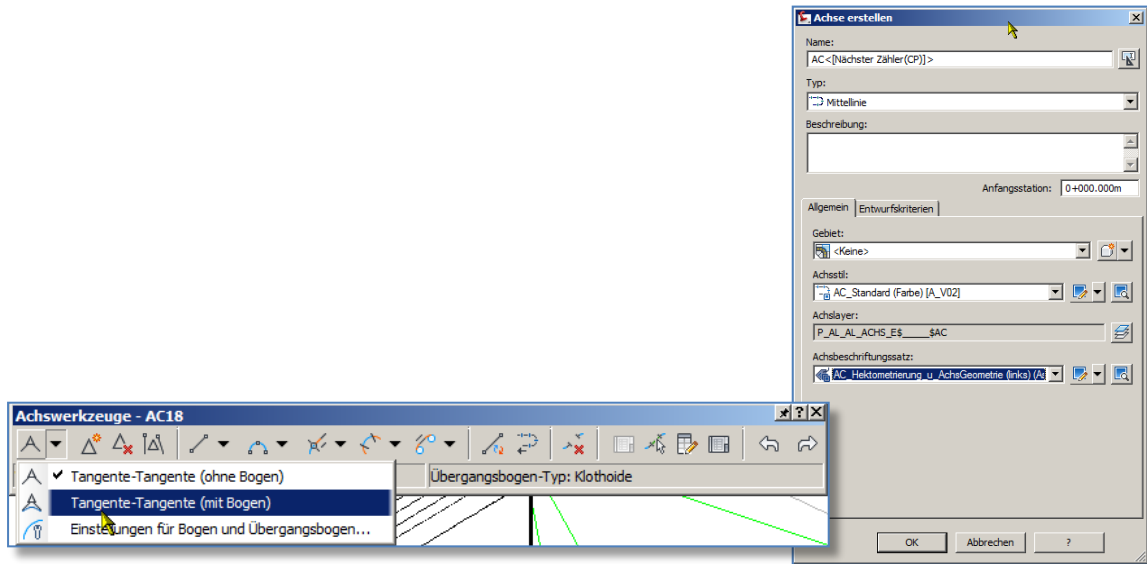 Achse erstellen
Name:
AC<[Nächster Zähler(CP)]>
Typ:
Mittellinie
Beschreibung:
Anfangsstation: 0+000.000m
Allgemein Entwurfskriterien
Gebiet:
<Keine>
Achsstil:
AC_Standard (Farbe) [A_V02]
Achslayer:
P_AL_AL_ACHS_E$_____$AC
Achsbeschriftungssatz:
AC_Hektometrierung_u_AchsGeometrie (links) (A
OK Abbrechen ?
Achswerkzeuge - AC18
Tangente-Tangente (ohne Bogen)
Übergangsbogen-Typ: Klothoide
Tangente-Tangente (mit Bogen)
Einstellungen für Bogen und Übergangsbogen...